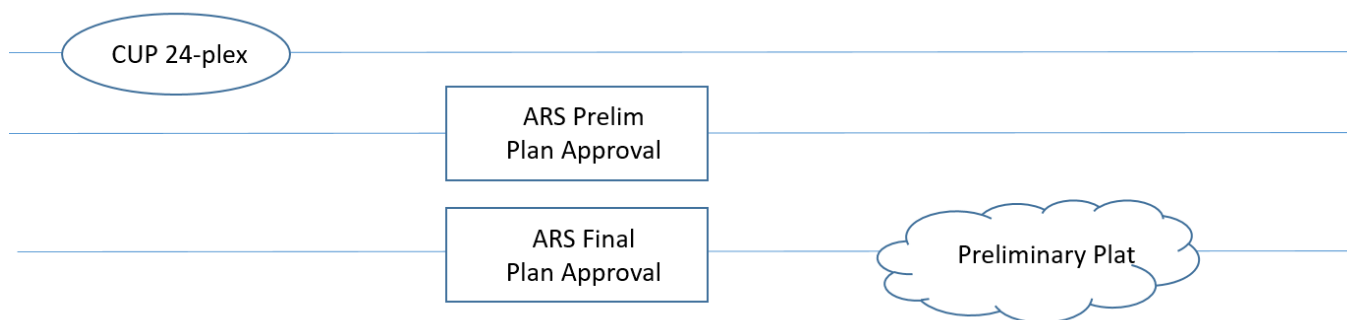 CUP 24-plex
ARS Prelim
Plan Approval
ARS Final
Plan Approval
Preliminary Plat